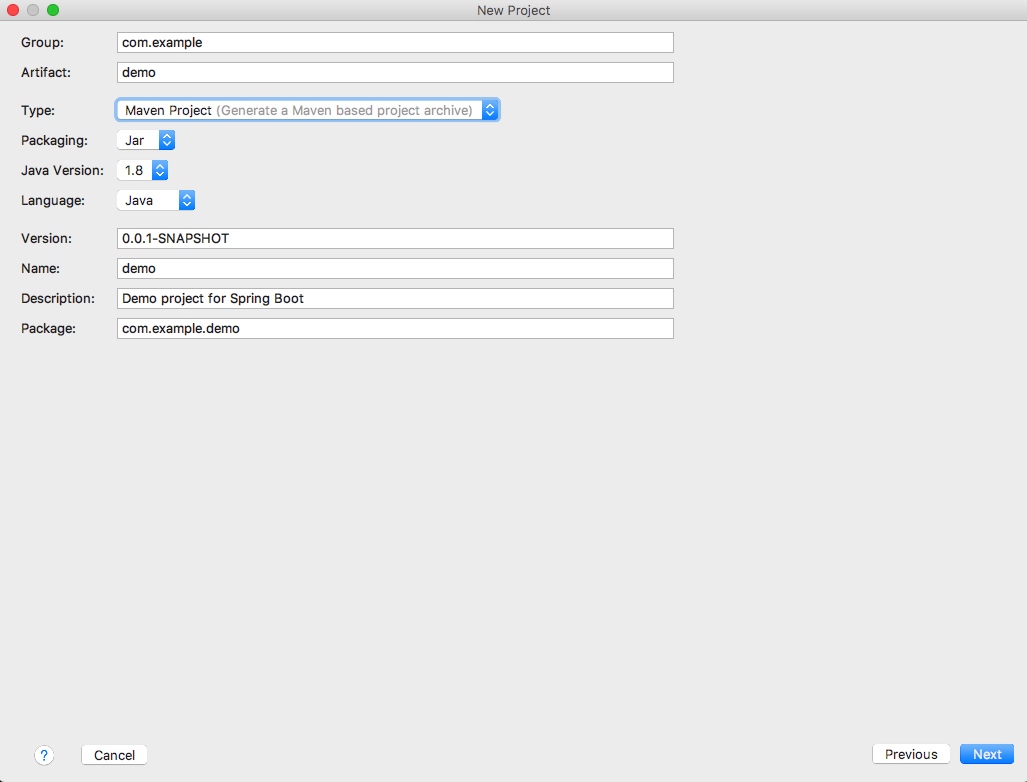 New Project
Group: com.example
Artifact: demo
Type: Maven Project (Generate a Maven based project archive)
Packaging: Jar
Java Version: 1.8
Language: Java
Version: 0.0.1-SNAPSHOT
Name: demo
Description: Demo project for Spring Boot
Package: com.example.demo
? Cancel Previous Next